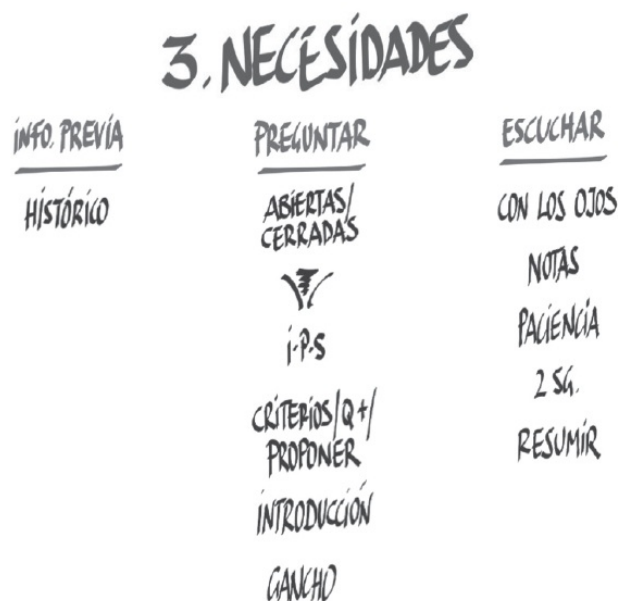 3. NECESIDADES
INFO. PREVIA
HISTÓRICO
PREGUNTAR
ABIERTAS/
CERRADAS
i-P-S
CRITERIOS/Q+/
PROPONER
INTRODUCCIÓN
GANCHO
ESCUCHAR
CON LOS OJOS
NOTAS
PACIENCIA
2 SG.
RESUMIR